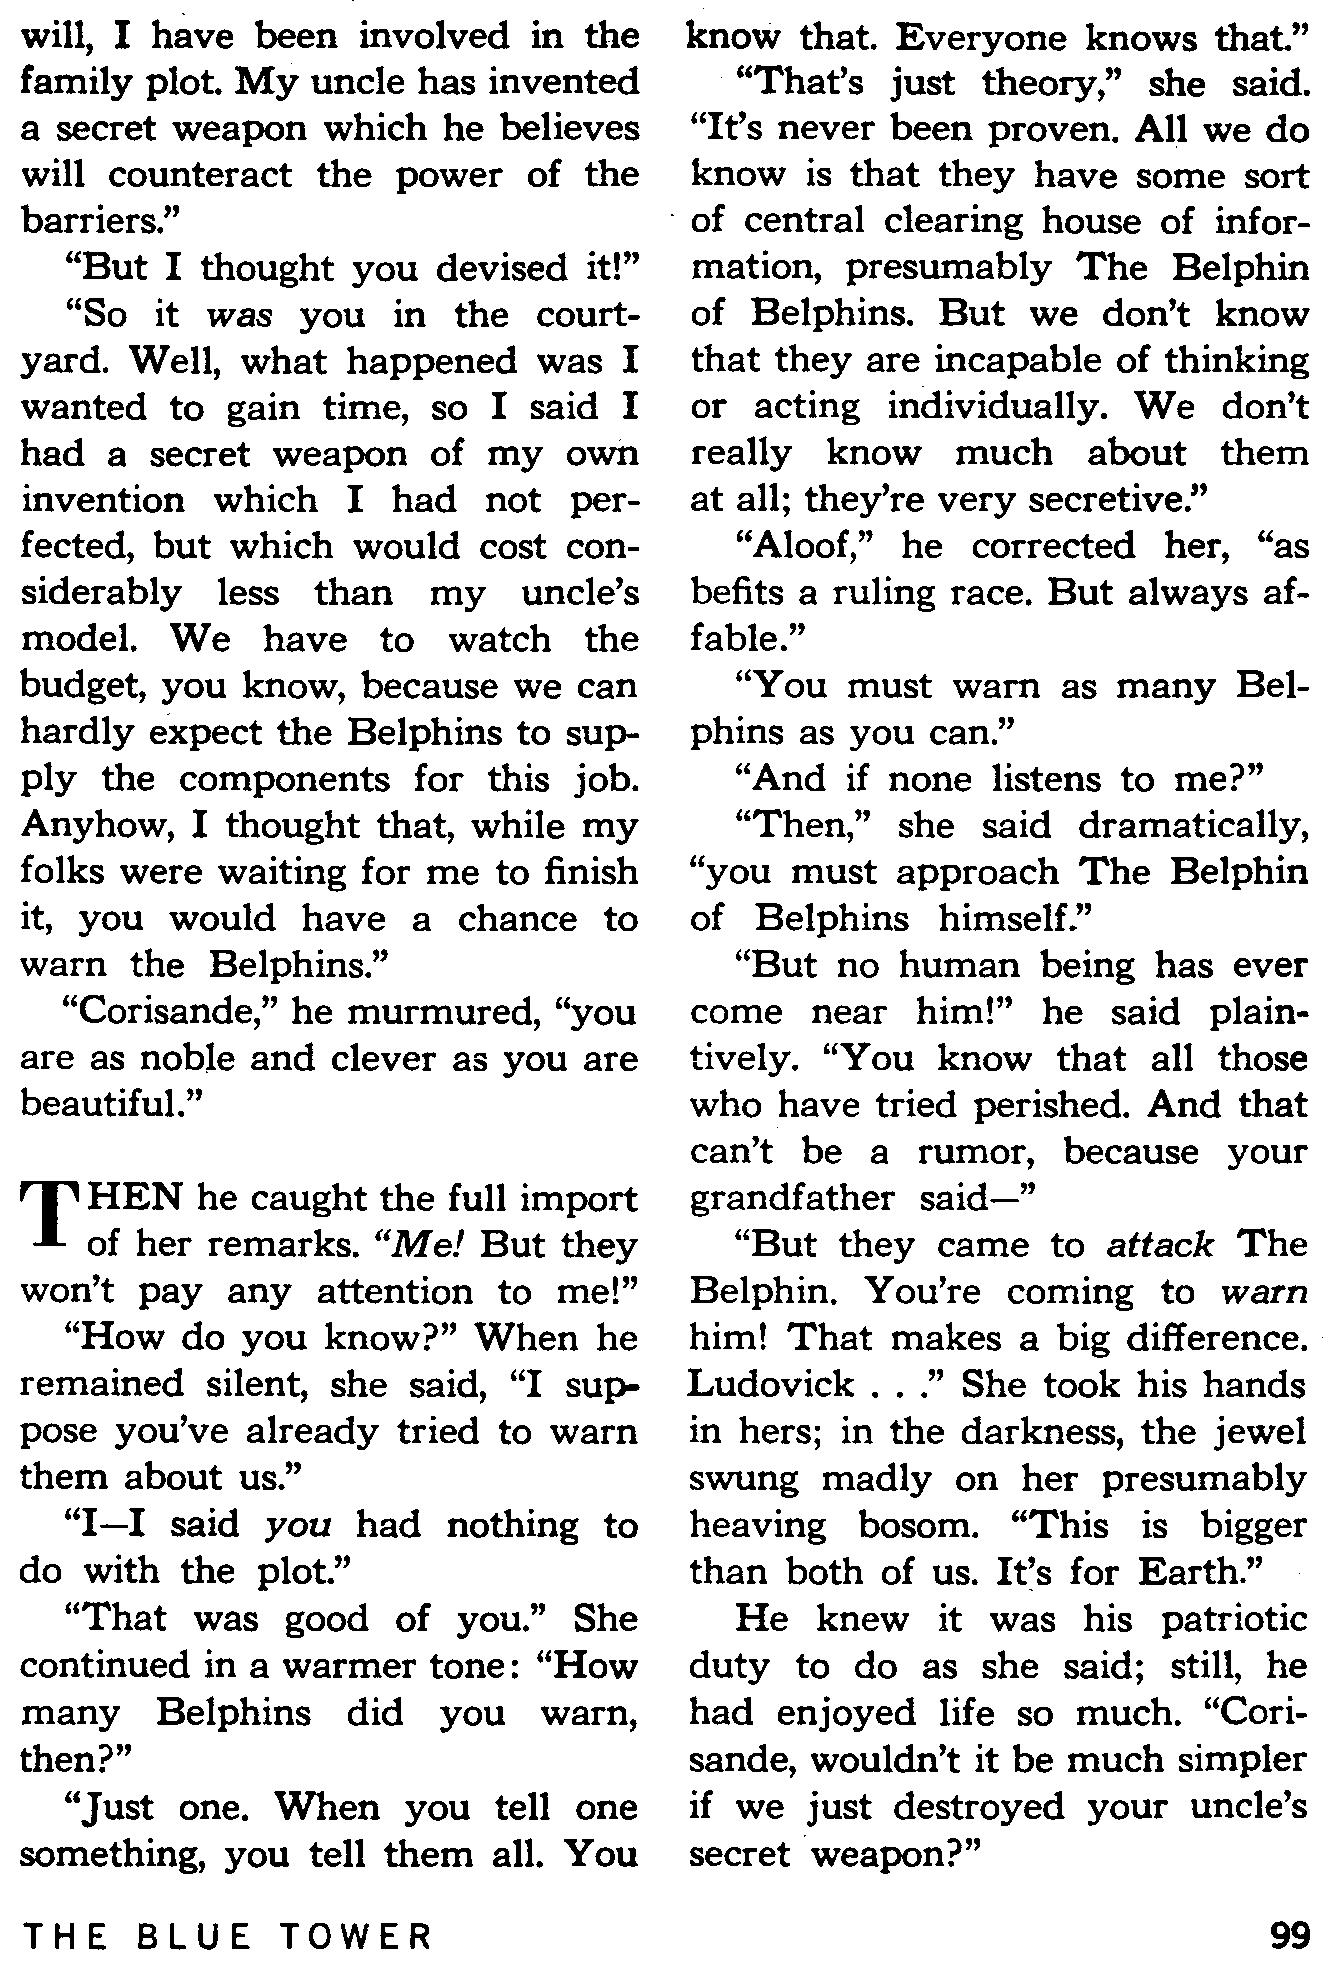 will, I have been involved in the
family plot. My uncle has invented
a secret weapon which he believes
will counteract the power of the
barriers.”
“But I thought you devised it!”
“So it was you in the court-
yard. Well, what happened was I
wanted to gain time, so I said I
had a secret weapon of my own
invention which I had not per-
fected, but which would cost con-
siderably less than my uncle’s
model. We have to watch the
budget, you know, because we can
hardly expect the Belphins to sup-
ply the components for this job.
Anyhow, I thought that, while my
folks were waiting for me to finish
it, you would have a chance to
warn the Belphins.”
“Corisande,” he murmured, “you
are as noble and clever as you are
beautiful.”
THEN he caught the full import
of her remarks. “Me! But they
won’t pay any attention to me!”
“How do you know?” When he
remained silent, she said, “I sup-
pose you’ve already tried to warn
them about us.”
“I—I said you had nothing to
do with the plot.”
“That was good of you.” She
continued in a warmer tone: “How
many Belphins did you warn,
then?”
“Just one. When you tell one
something, you tell them all. You
know that. Everyone knows that.”
“That’s just theory,” she said.
“It’s never been proven. All we do
know is that they have some sort
of central clearing house of infor-
mation, presumably The Belphin
of Belphins. But we don’t know
that they are incapable of thinking
or acting individually. We don’t
really know much about them
at all; they’re very secretive.”
“Aloof,” he corrected her, “as
befits a ruling race. But always af-
fable.”
“You must warn as many Bel-
phins as you can.”
“And if none listens to me?”
“Then,” she said dramatically,
“you must approach The Belphin
of Belphins himself.”
“But no human being has ever
come near him!” he said plain-
tively. “You know that all those
who have tried perished. And that
can’t be a rumor, because your
grandfather said—”
“But they came to attack The
Belphin. You’re coming to warn
him! That makes a big difference.
Ludovick . . .” She took his hands
in hers; in the darkness, the jewel
swung madly on her presumably
heaving bosom. “This is bigger
than both of us. It’s for Earth.”
He knew it was his patriotic
duty to do as she said; still, he
had enjoyed life so much. “Cori-
sande, wouldn’t it be much simpler
if we just destroyed your uncle’s
secret weapon?”
THE BLUE TOWER
99